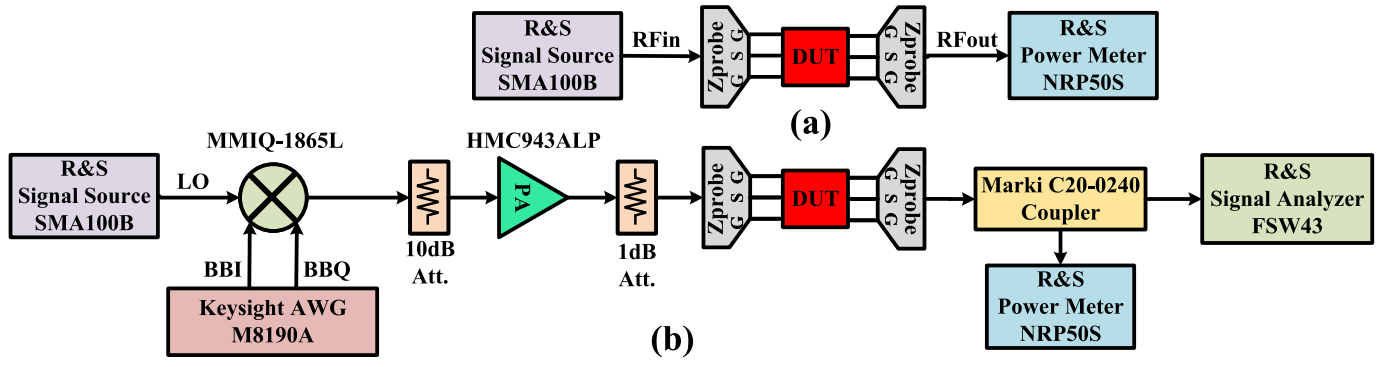 R&S
Signal Source
SMA100B
RFin
Zprobe
G S G
DUT
Zprobe
G S G
RFout
R&S
Power Meter
NRP50S
(a)
MMIQ-1865L
HMC943ALP
R&S
Signal Source
SMA100B
LO
BBI
BBQ
Keysight AWG
M8190A
10dB
Att.
PA
1dB
Att.
Zprobe
G S G
DUT
Zprobe
G S G
Marki C20-0240
Coupler
R&S
Signal Analyzer
FSW43
R&S
Power Meter
NRP50S
(b)